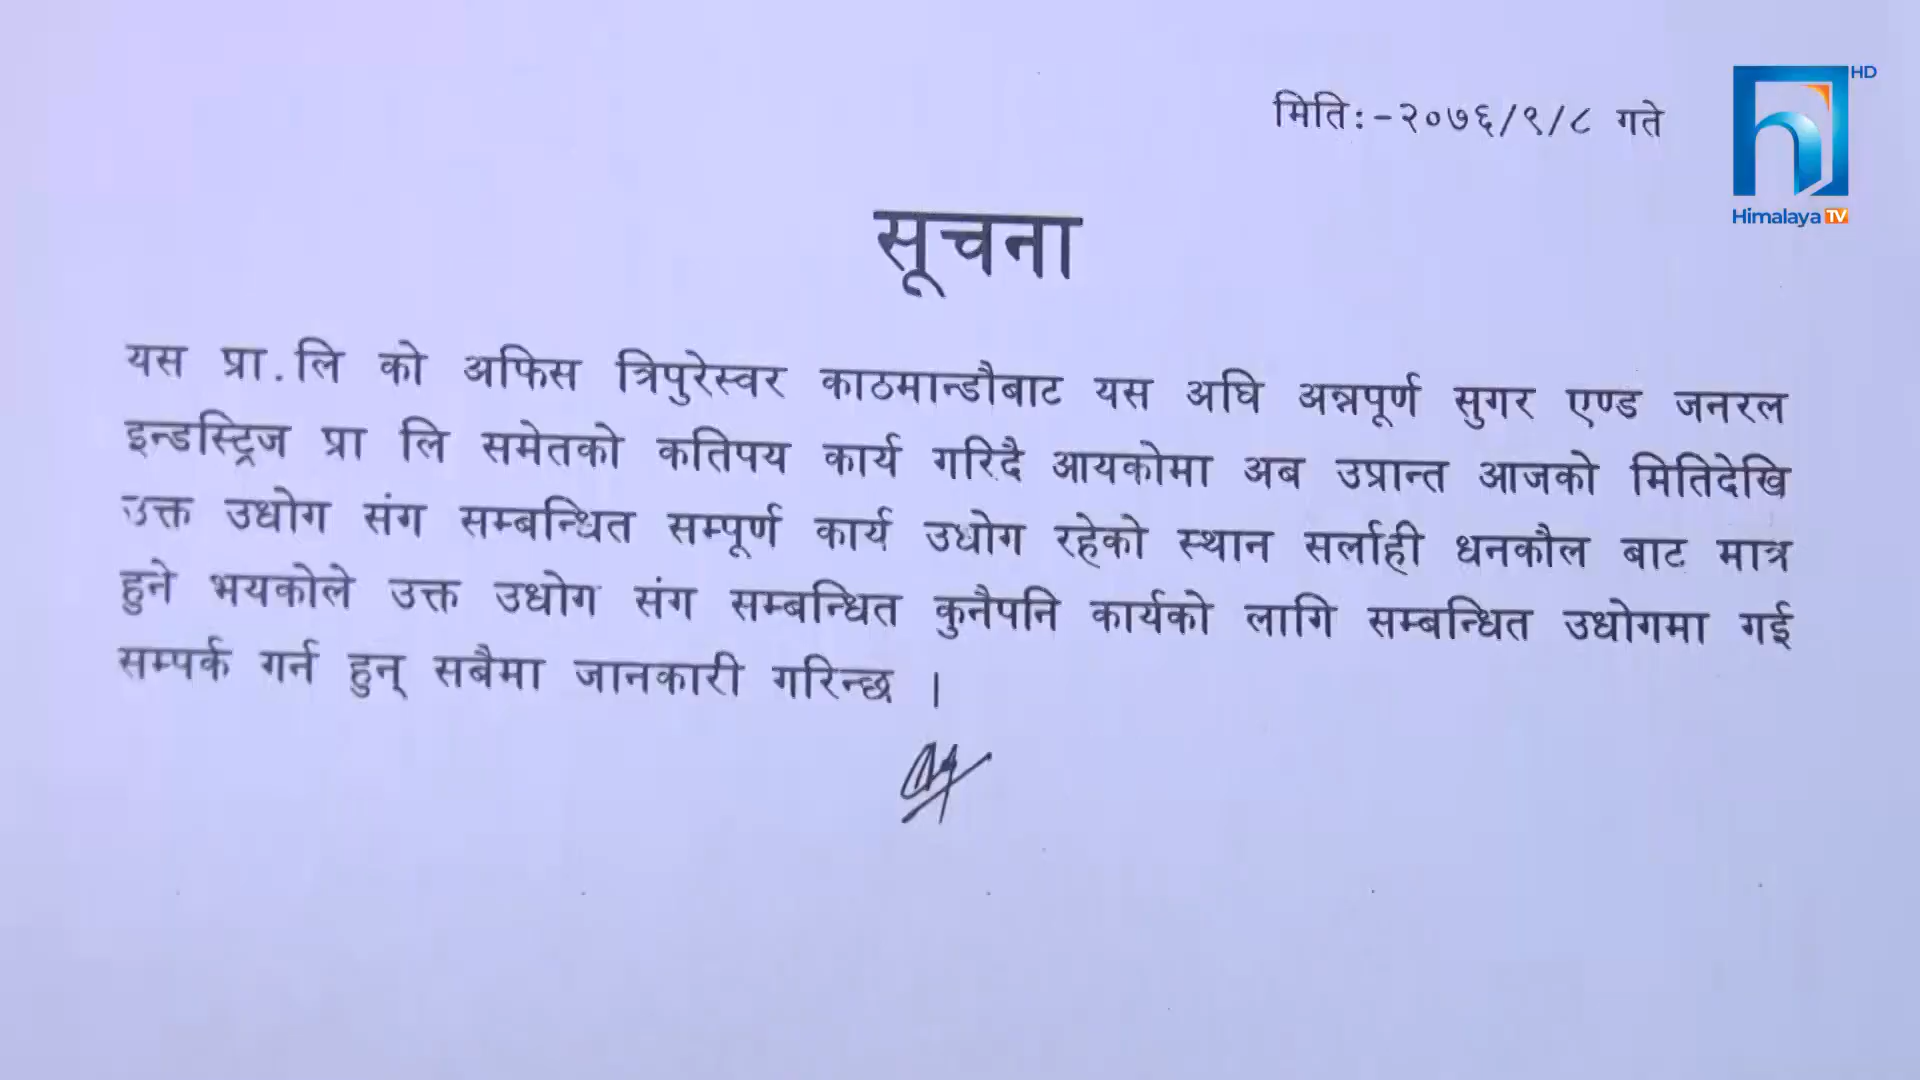 HD
मिति:-२०७६/९/८ गते
Himalaya TV
सूचना
यस प्रा.लि को अफिस त्रिपुरेस्वर काठमान्डौबाट यस अघि अन्नपूर्ण सुगर एण्ड जनरल
इन्डस्ट्रिज प्रा लि समेतको कतिपय कार्य गरिदै आयकोमा अब उप्रान्त आजको मितिदेखि
उक्त उधोग संग सम्बन्धित सम्पूर्ण कार्य उधोग रहेको स्थान सर्लाही धनकौल बाट मात्र
हुने भयकोले उक्त उधोग संग सम्बन्धित कुनैपनि कार्यको लागि सम्बन्धित उधोगमा गई
सम्पर्क गर्न हुन् सबैमा जानकारी गरिन्छ ।